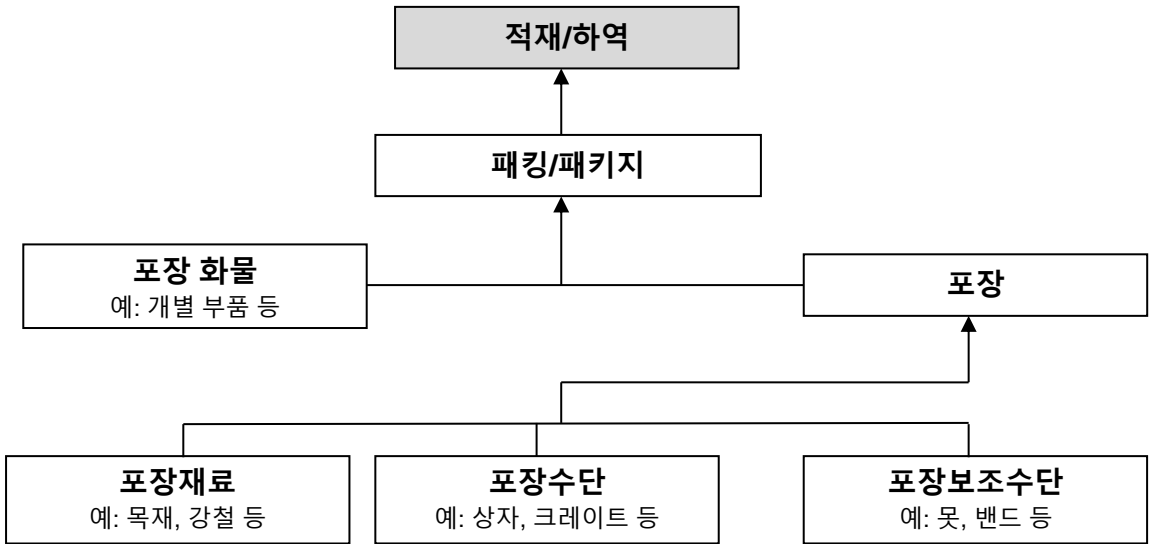 적재/하역
패킹/패키지
포장 화물
예: 개별 부품 등
포장
포장재료
예: 목재, 강철 등
포장수단
예: 상자, 크레이트 등
포장보조수단
예: 못, 밴드 등